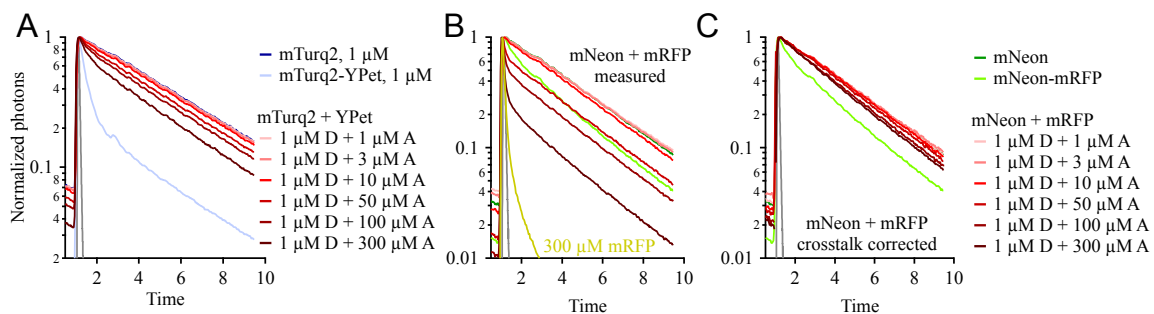 A
Normalized photons
1
8
6
4
2
0.1
8
6
4
2
2
4
6
8
10
Time
mTurq2, 1 µM
mTurq2-YPet, 1 µM
mTurq2 + YPet
1 µM D + 1 µM A
1 µM D + 3 µM A
1 µM D + 10 µM A
1 µM D + 50 µM A
1 µM D + 100 µM A
1 µM D + 300 µM A
B
1
8
6
4
2
0.1
8
6
4
2
0.01
2
4
6
8
10
Time
mNeon + mRFP
measured
300 µM mRFP
C
1
8
6
4
2
0.1
8
6
4
2
0.01
2
4
6
8
10
Time
mNeon + mRFP
crosstalk corrected
mNeon
mNeon-mRFP
mNeon + mRFP
1 µM D + 1 µM A
1 µM D + 3 µM A
1 µM D + 10 µM A
1 µM D + 50 µM A
1 µM D + 100 µM A
1 µM D + 300 µM A